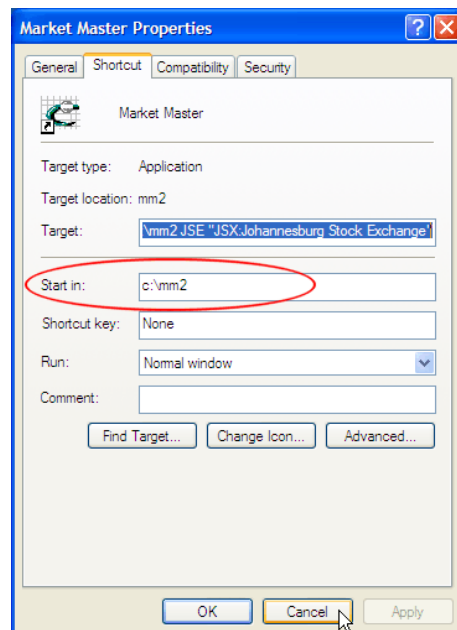 Market Master Properties
General Shortcut Compatibility Security
Market Master
Target type: Application
Target location: mm2
Target: \mm2 JSE "JSX:Johannesburg Stock Exchange"
Start in: c:\mm2
Shortcut key: None
Run: Normal window
Comment:
Find Target... Change Icon... Advanced...
OK Cancel Apply